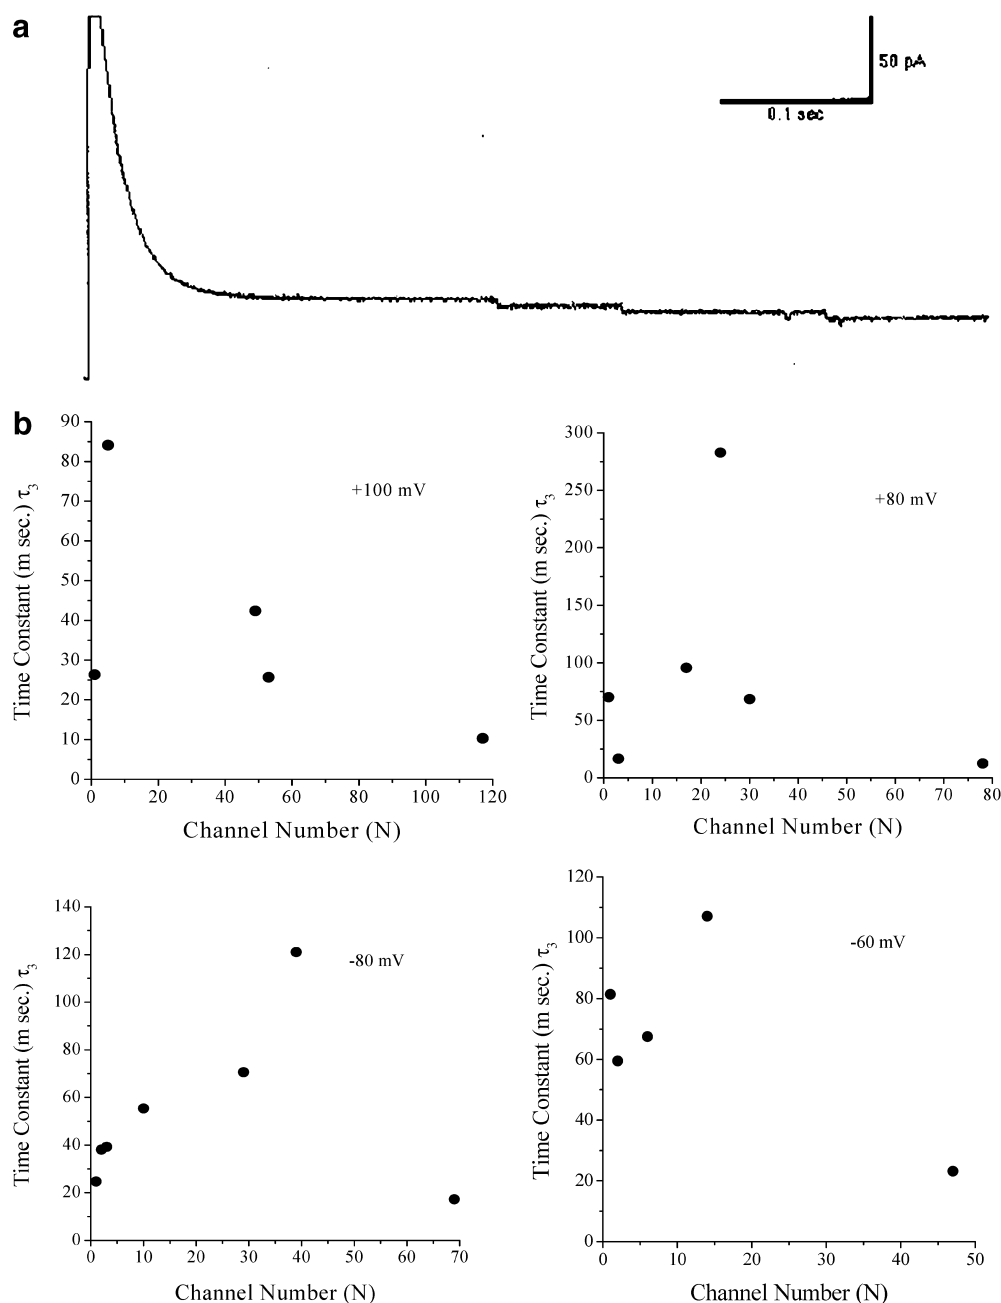 a
50 pA
0.1 sec
b
90
80
70
60
50
40
30
20
10
0
0 20 40 60 80 100 120
Time Constant (m sec.) τ3
Channel Number (N)
+100 mV
300
250
200
150
100
50
0
0 10 20 30 40 50 60 70 80
Time Constant (m sec.) τ3
Channel Number (N)
+80 mV
140
120
100
80
60
40
20
0
0 10 20 30 40 50 60 70
Time Constant (m sec.) τ3
Channel Number (N)
-80 mV
120
100
80
60
40
20
0
0 10 20 30 40 50
Time Constant (m sec.) τ3
Channel Number (N)
-60 mV